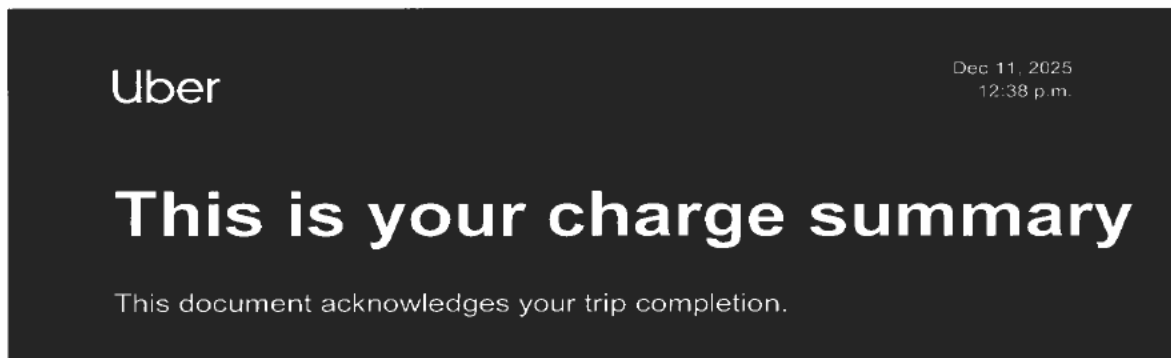 Uber
Dec 11, 2025
12:38 p.m.
This is your charge summary
This document acknowledges your trip completion.